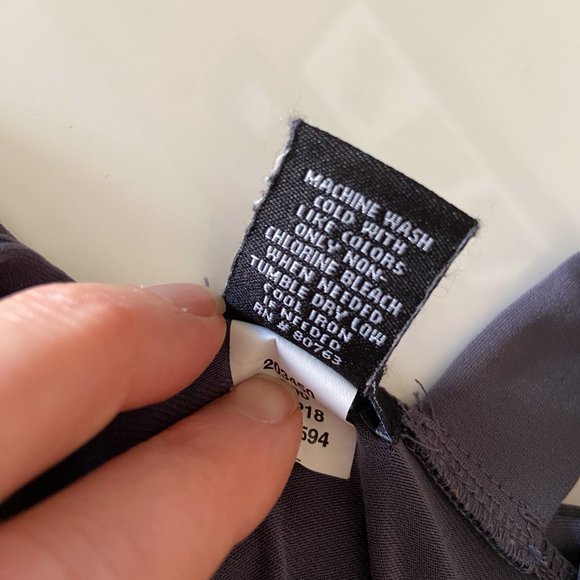 MACHINE WASH
COLD WITH
LIKE COLORS
ONLY NON-
CHLORINE BLEACH
WHEN NEEDED
TUMBLE DRY LOW
COOL IRON
IF NEEDED
RN # 80763
203450